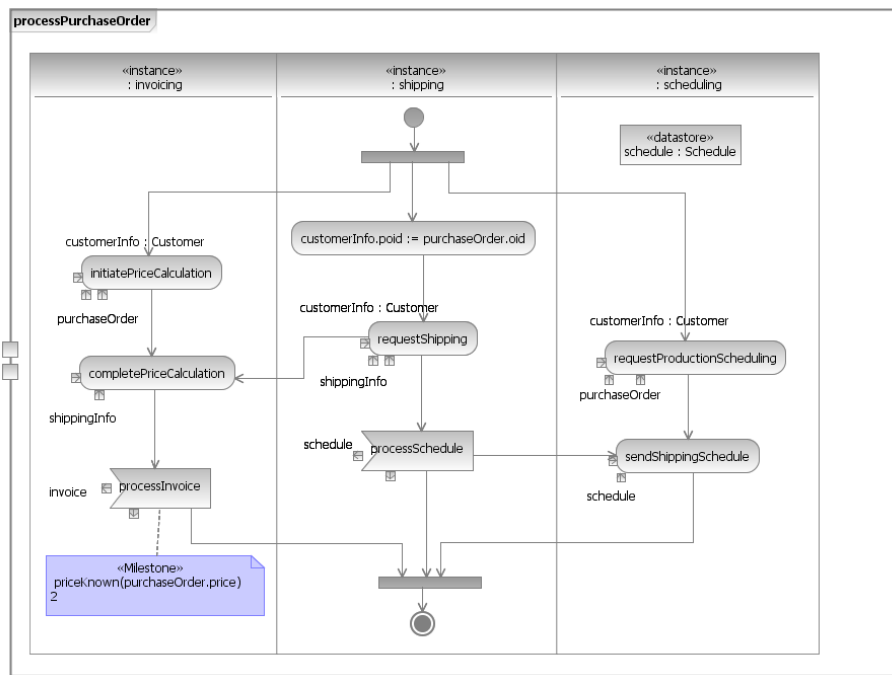 processPurchaseOrder
«instance»
: invoicing
«instance»
: shipping
«instance»
: scheduling
«datastore»
schedule : Schedule
customerInfo : Customer
initiatePriceCalculation
purchaseOrder
customerInfo.poid := purchaseOrder.oid
customerInfo : Customer
requestShipping
shippingInfo
customerInfo : Customer
requestProductionScheduling
purchaseOrder
completePriceCalculation
shippingInfo
schedule
processSchedule
sendShippingSchedule
schedule
invoice
processInvoice
«Milestone»
priceKnown(purchaseOrder.price)
2